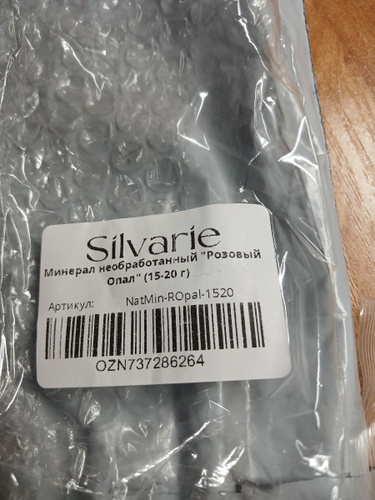 Silvarie
Минерал необработанный "Розовый
Опал" (15-20 г)
Артикул: NatMin-ROpal-1520
OZN737286264